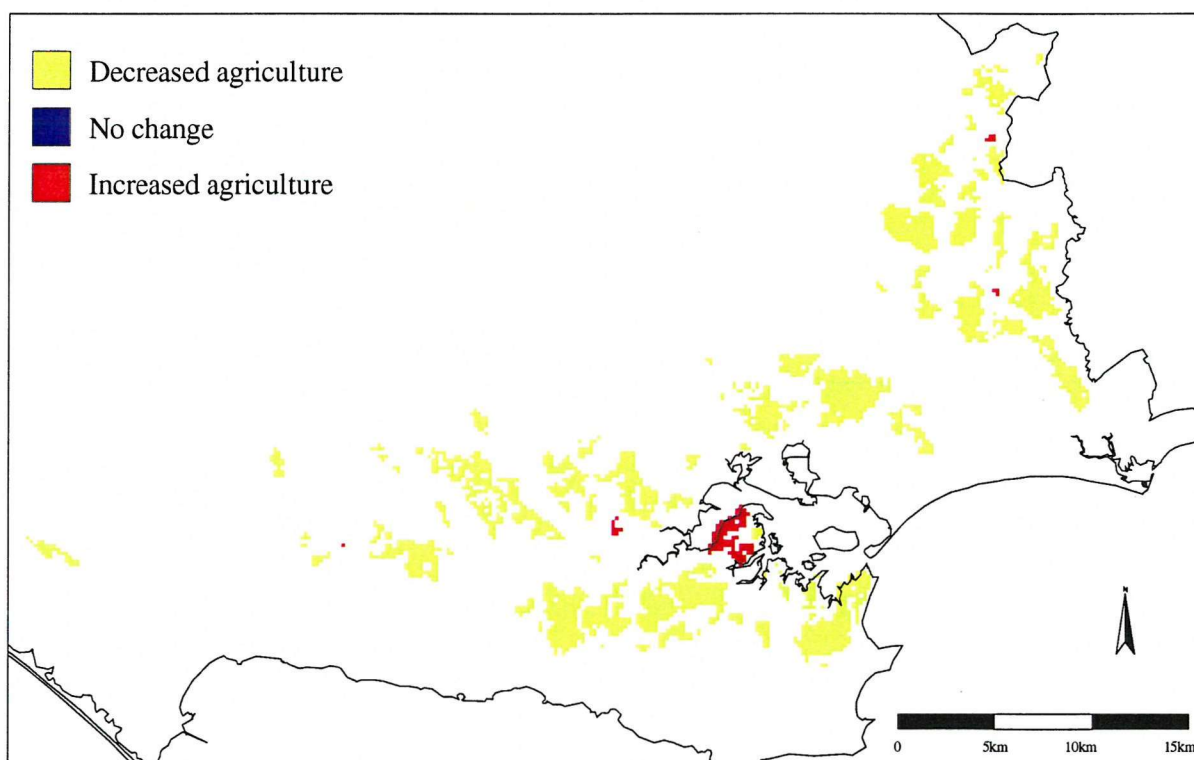 Decreased agriculture
No change
Increased agriculture
N
0 5km 10km 15km